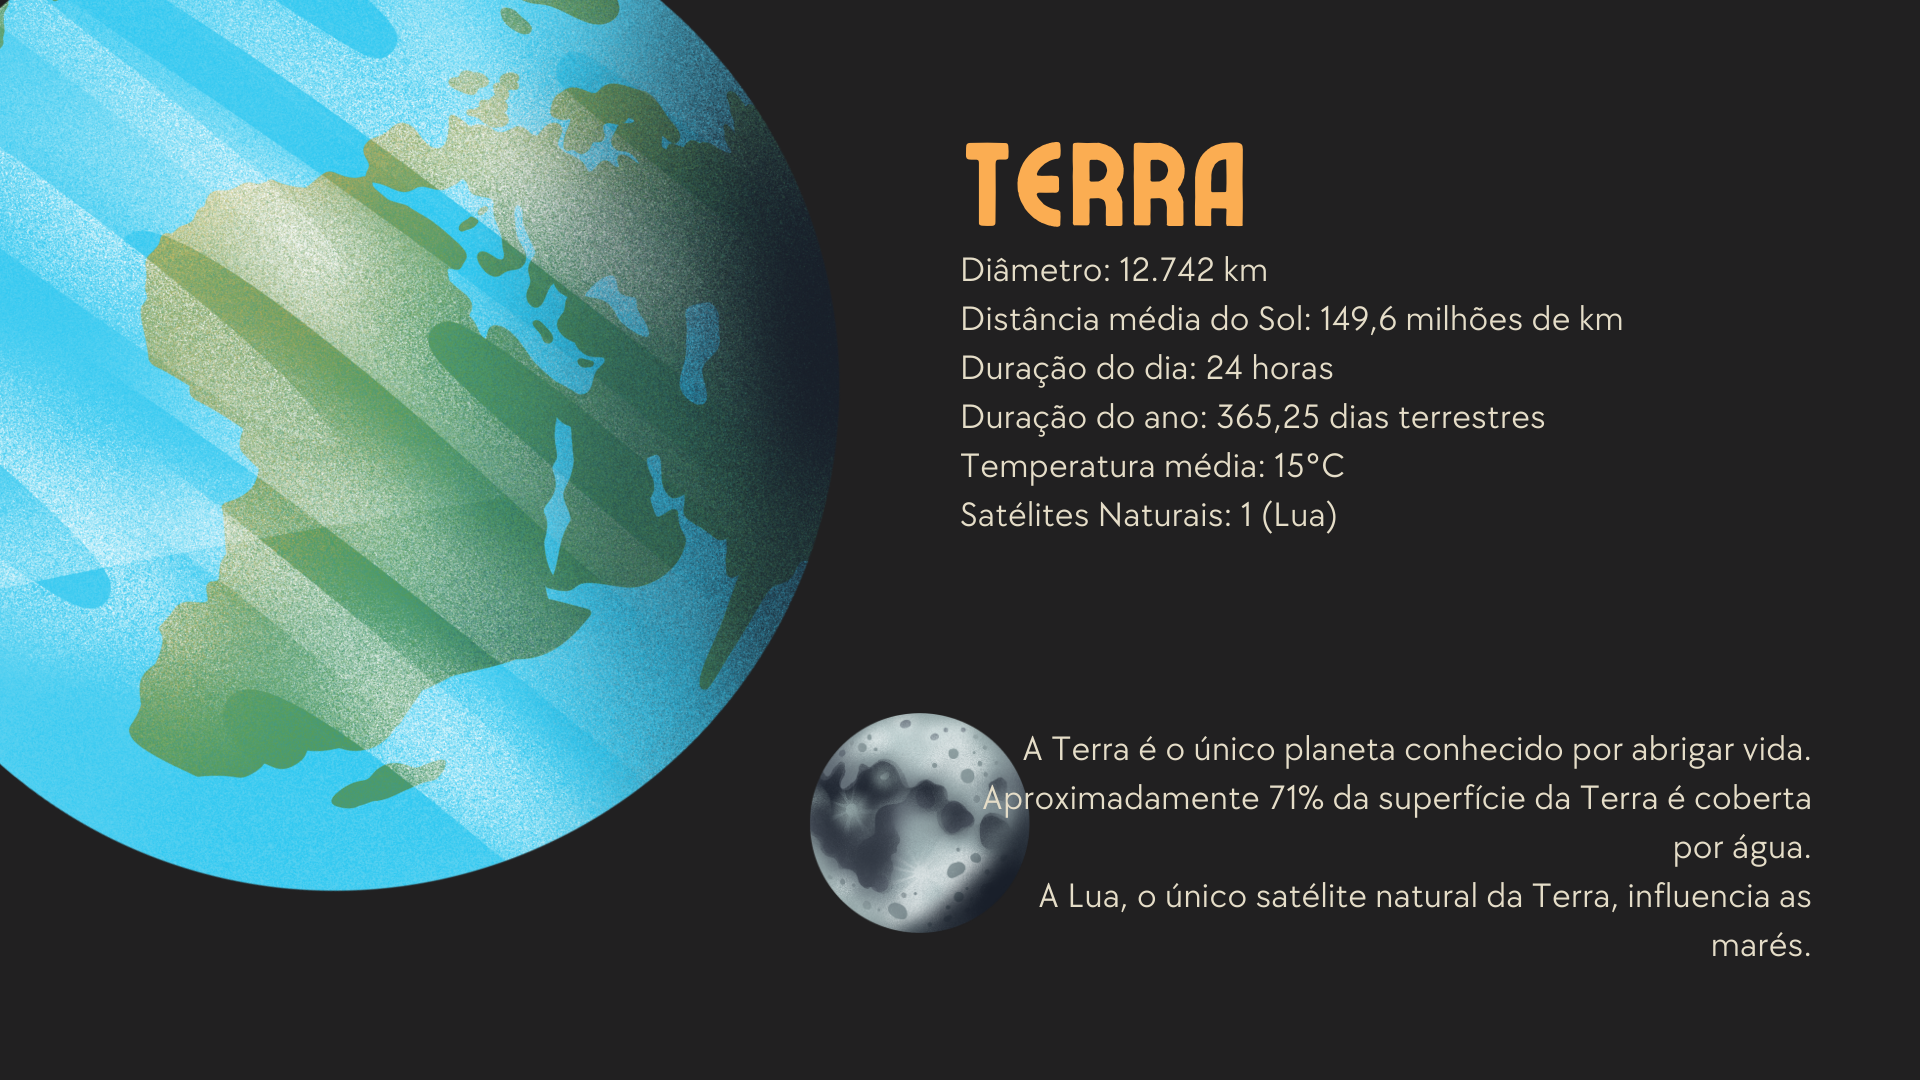 TERRA
Diâmetro: 12.742 km
Distância média do Sol: 149,6 milhões de km
Duração do dia: 24 horas
Duração do ano: 365,25 dias terrestres
Temperatura média: 15°C
Satélites Naturais: 1 (Lua)
A Terra é o único planeta conhecido por abrigar vida.
Aproximadamente 71% da superfície da Terra é coberta
por água.
A Lua, o único satélite natural da Terra, influencia as
marés.